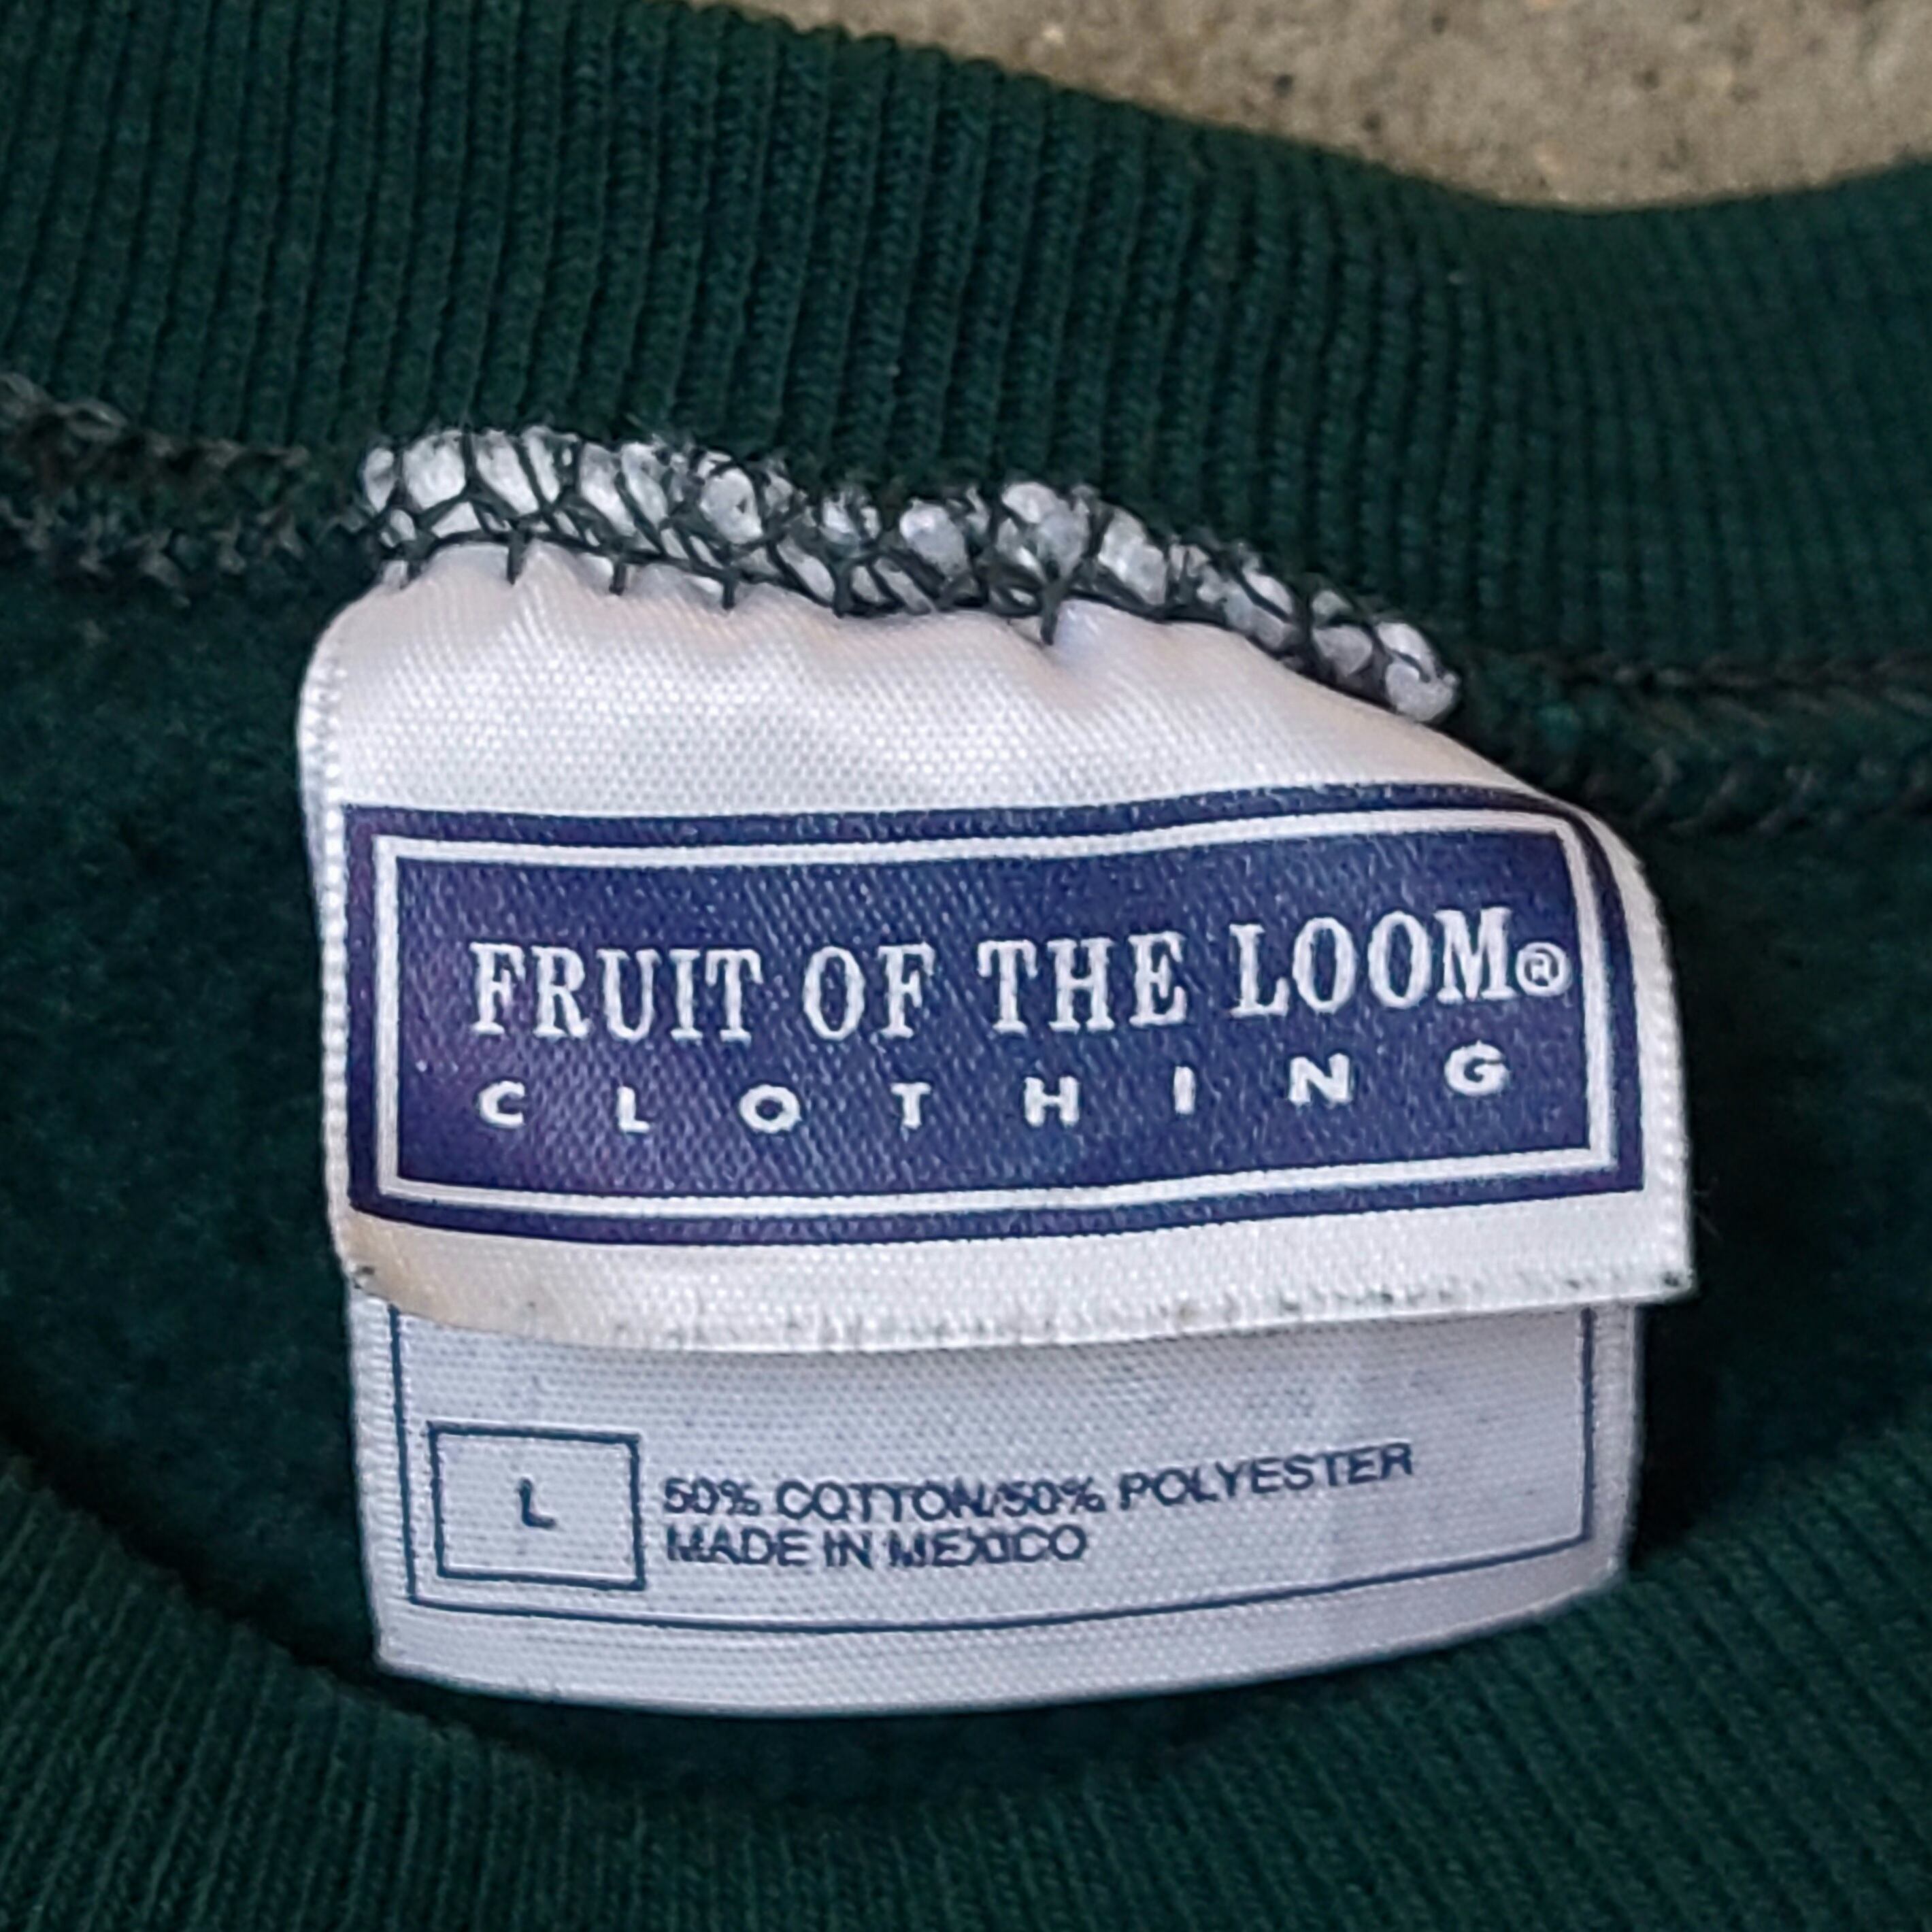 FRUIT OF THE LOOM®
CLOTHING
L
50% COTTON/50% POLYESTER
MADE IN MEXICO